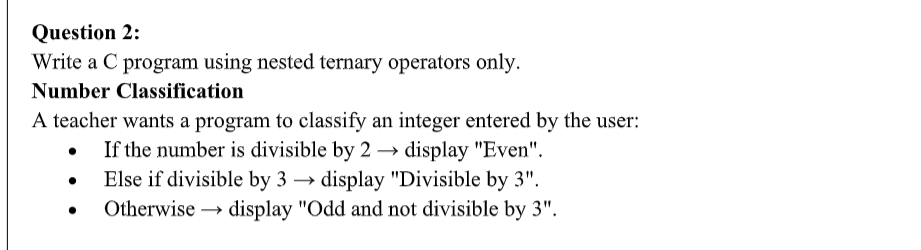 Question 2:
Write a C program using nested ternary operators only.
Number Classification
A teacher wants a program to classify an integer entered by the user:
• If the number is divisible by 2 → display "Even".
• Else if divisible by 3 → display "Divisible by 3".
• Otherwise → display "Odd and not divisible by 3".